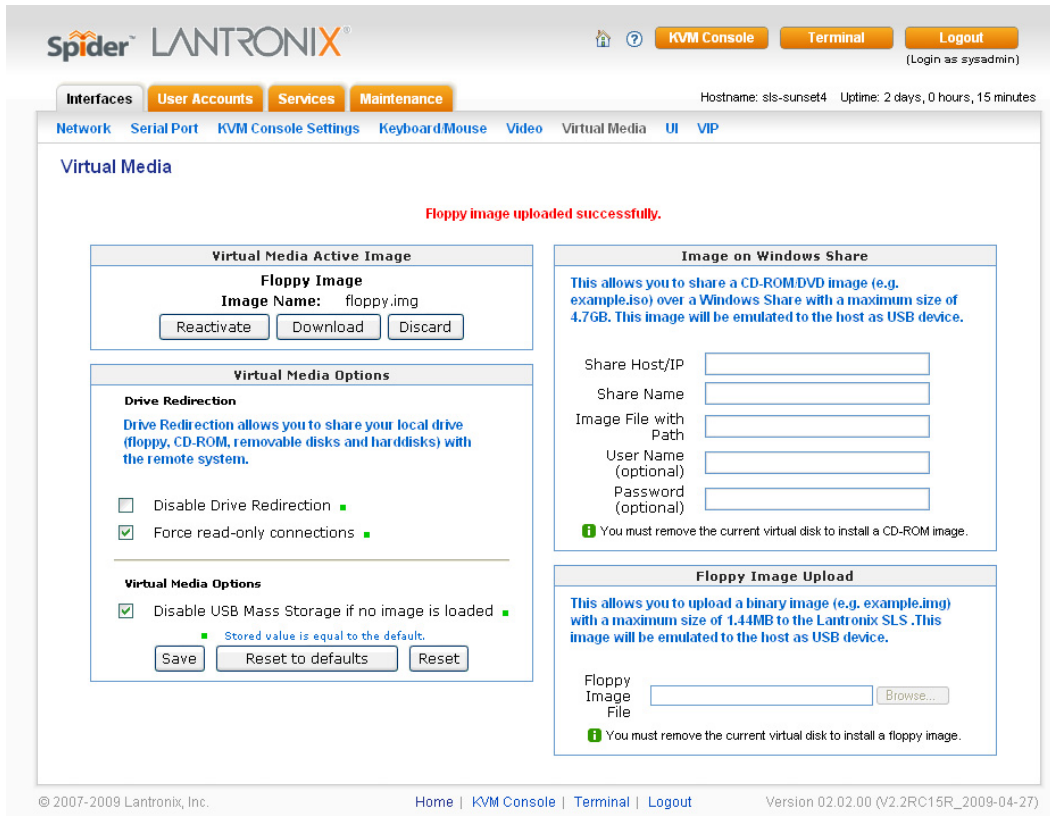 Spider™ LANTRONIX®
KVM Console Terminal Logout
(Login as sysadmin)
Interfaces User Accounts Services Maintenance
Hostname: sls-sunset4 Uptime: 2 days, 0 hours, 15 minutes
Network Serial Port KVM Console Settings Keyboard/Mouse Video Virtual Media UI VIP
Virtual Media
Floppy image uploaded successfully.
Virtual Media Active Image
Floppy Image
Image Name: floppy.img
Reactivate Download Discard
Virtual Media Options
Drive Redirection
Drive Redirection allows you to share your local drive
(floppy, CD-ROM, removable disks and harddisks) with
the remote system.
Disable Drive Redirection
Force read-only connections
Virtual Media Options
Disable USB Mass Storage if no image is loaded
Stored value is equal to the default.
Save Reset to defaults Reset
Image on Windows Share
This allows you to share a CD-ROM/DVD image (e.g.
example.iso) over a Windows Share with a maximum size of
4.7GB. This image will be emulated to the host as USB device.
Share Host/IP
Share Name
Image File with
Path
User Name
(optional)
Password
(optional)
You must remove the current virtual disk to install a CD-ROM image.
Floppy Image Upload
This allows you to upload a binary image (e.g. example.img)
with a maximum size of 1.44MB to the Lantronix SLS .This
image will be emulated to the host as USB device.
Floppy
Image
File
Browse...
You must remove the current virtual disk to install a floppy image.
© 2007-2009 Lantronix, Inc.
Home | KVM Console | Terminal | Logout
Version 02.02.00 (V2.2RC15R_2009-04-27)